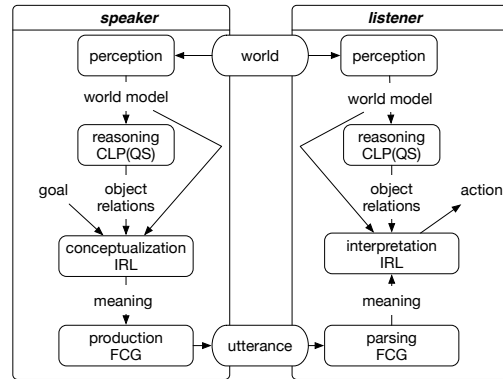 speaker
listener
perception
world
perception
world model
world model
reasoning
CLP(QS)
reasoning
CLP(QS)
goal
object
relations
object
relations
action
conceptualization
IRL
interpretation
IRL
meaning
meaning
production
FCG
utterance
parsing
FCG